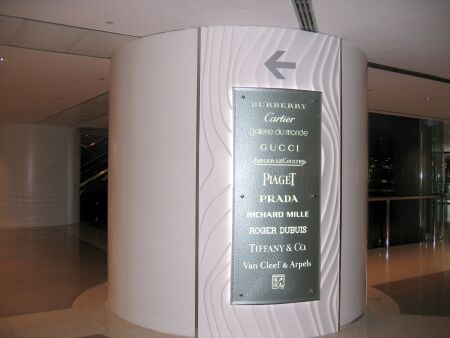 BURBERRY
Cartier
galerie du monde
GUCCI
JAEGER-LECOULTRE
PIAGET
PRADA
RICHARD MILLE
ROGER DUBUIS
TIFFANY & CO.
Van Cleef & Arpels